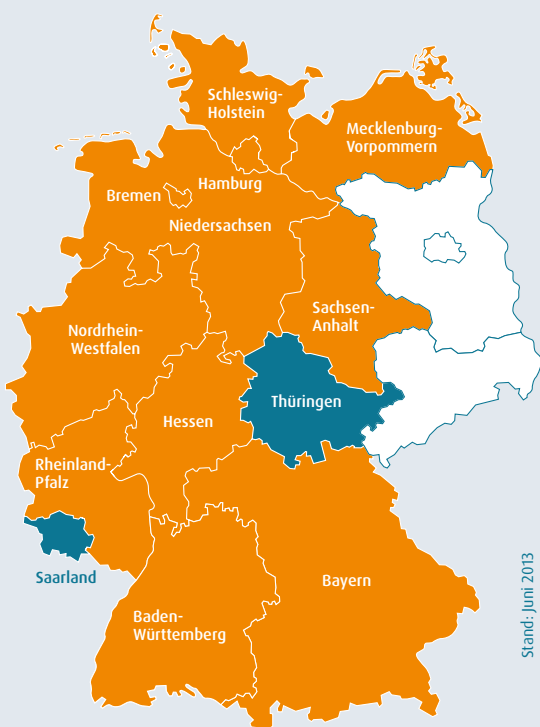 Schleswig-
Holstein
Mecklenburg-
Vorpommern
Hamburg
Bremen
Niedersachsen
Sachsen-
Anhalt
Nordrhein-
Westfalen
Thüringen
Hessen
Rheinland-
Pfalz
Saarland
Bayern
Baden-
Württemberg
Stand: Juni 2013